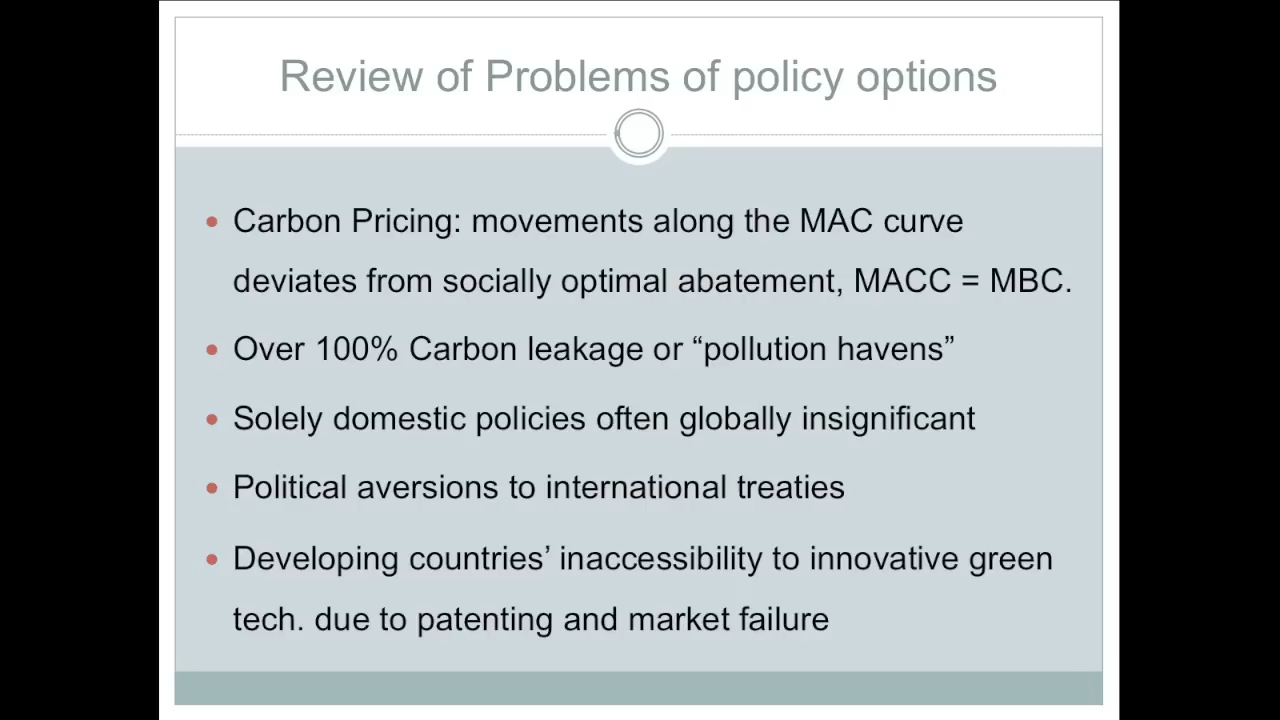 Review of Problems of policy options
• Carbon Pricing: movements along the MAC curve
deviates from socially optimal abatement, MACC = MBC.
• Over 100% Carbon leakage or “pollution havens”
• Solely domestic policies often globally insignificant
• Political aversions to international treaties
• Developing countries’ inaccessibility to innovative green
tech. due to patenting and market failure